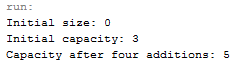 run:
Initial size: 0
Initial capacity: 3
Capacity after four additions: 5